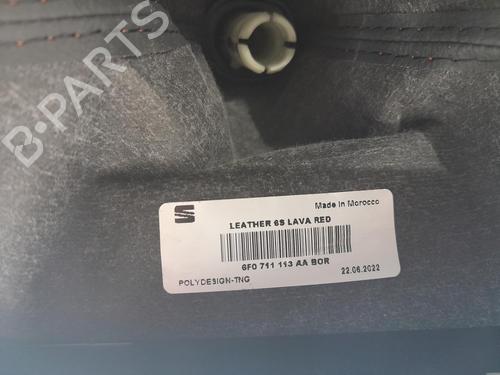 B-PARTS
Made in Morocco
LEATHER 6S LAVA RED
6F0 711 113 AA BOR
22.06.2022
POLYDESIGN-TNG